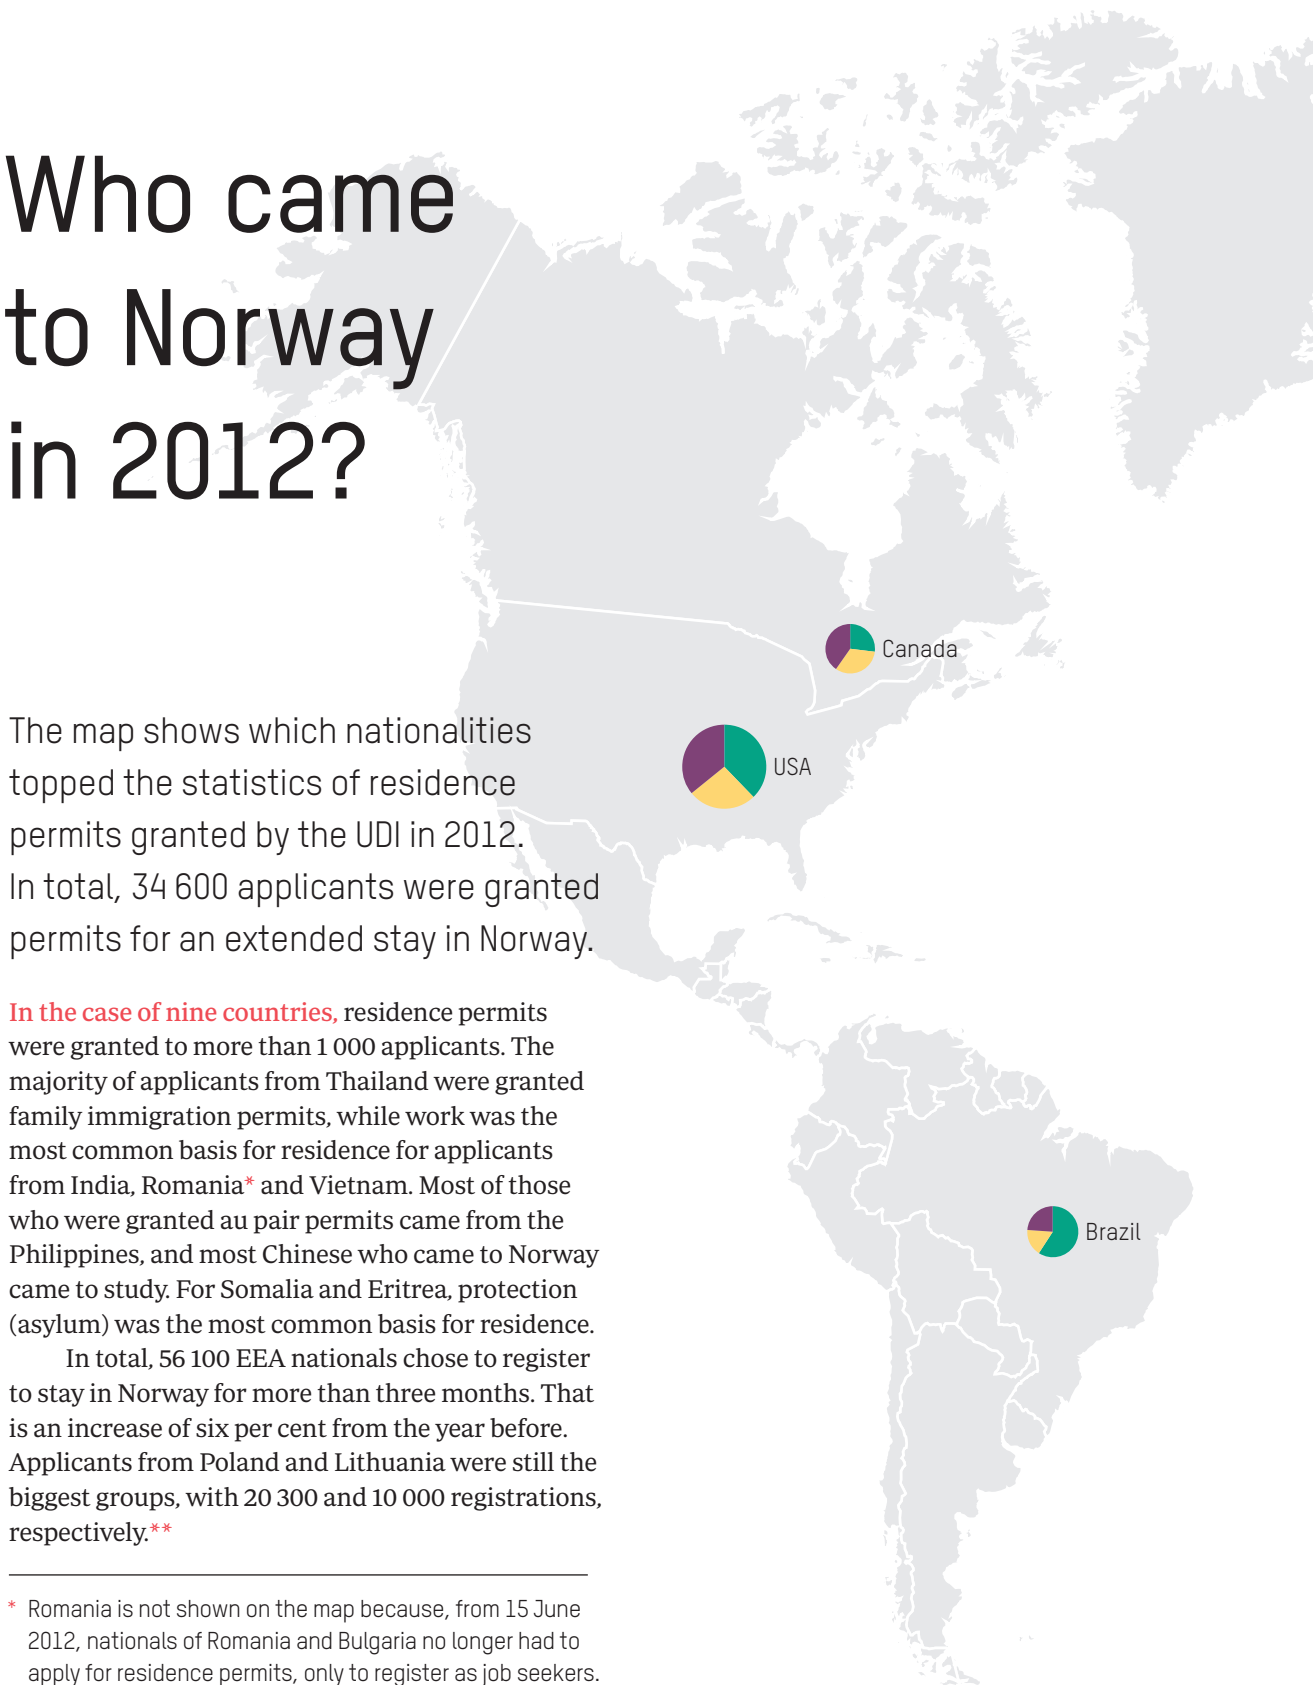 Who came
to Norway
in 2012?
Canada
USA
The map shows which nationalities
topped the statistics of residence
permits granted by the UDI in 2012.
In total, 34 600 applicants were granted
permits for an extended stay in Norway.
In the case of nine countries, residence permits
were granted to more than 1 000 applicants. The
majority of applicants from Thailand were granted
family immigration permits, while work was the
most common basis for residence for applicants
from India, Romania* and Vietnam. Most of those
who were granted au pair permits came from the
Philippines, and most Chinese who came to Norway
came to study. For Somalia and Eritrea, protection
(asylum) was the most common basis for residence.
In total, 56 100 EEA nationals chose to register
to stay in Norway for more than three months. That
is an increase of six per cent from the year before.
Applicants from Poland and Lithuania were still the
biggest groups, with 20 300 and 10 000 registrations,
respectively.**
Brazil
* Romania is not shown on the map because, from 15 June
2012, nationals of Romania and Bulgaria no longer had to
apply for residence permits, only to register as job seekers.